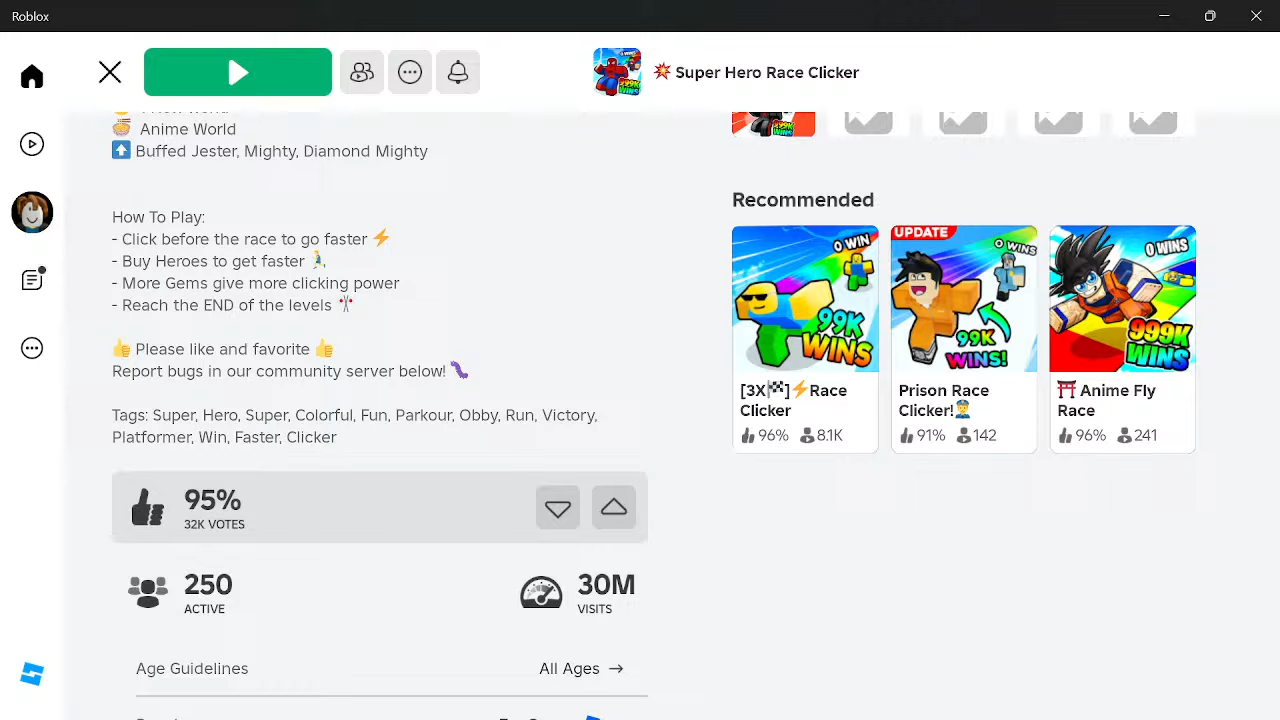 Roblox
💥 Super Hero Race Clicker
🍜 Anime World
⬆️ Buffed Jester, Mighty, Diamond Mighty
How To Play:
- Click before the race to go faster ⚡
- Buy Heroes to get faster 🏃‍♂️
- More Gems give more clicking power
- Reach the END of the levels 🎌
👍 Please like and favorite 👍
Report bugs in our community server below! 🐛
Tags: Super, Hero, Super, Colorful, Fun, Parkour, Obby, Run, Victory,
Platformer, Win, Faster, Clicker
95%
32K VOTES
250
ACTIVE
30M
VISITS
Age Guidelines
All Ages →
Recommended
0 WIN
99K
WINS
[3X🏁]⚡Race
Clicker
96% 8.1K
UPDATE
0 WINS
99K
WINS!
Prison Race
Clicker!👮
91% 142
0 WINS
999K
WINS
⛩️ Anime Fly
Race
96% 241